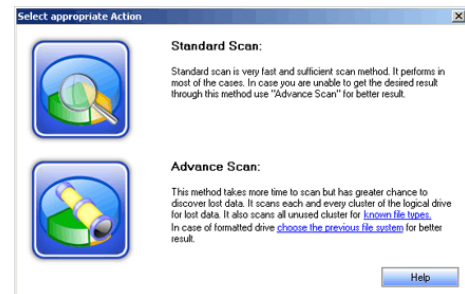 Select appropriate Action
Standard Scan:
Standard scan is very fast and sufficient scan method. It performs in
most of the cases. In case you are unable to get the desired result
through this method use "Advance Scan" for better result.
Advance Scan:
This method takes more time to scan but has greater chance to
discover lost data. It scans each and every cluster of the logical drive
for lost data. It also scans all unused cluster for known file types.
In case of formatted drive choose the previous file system for better
result.
Help